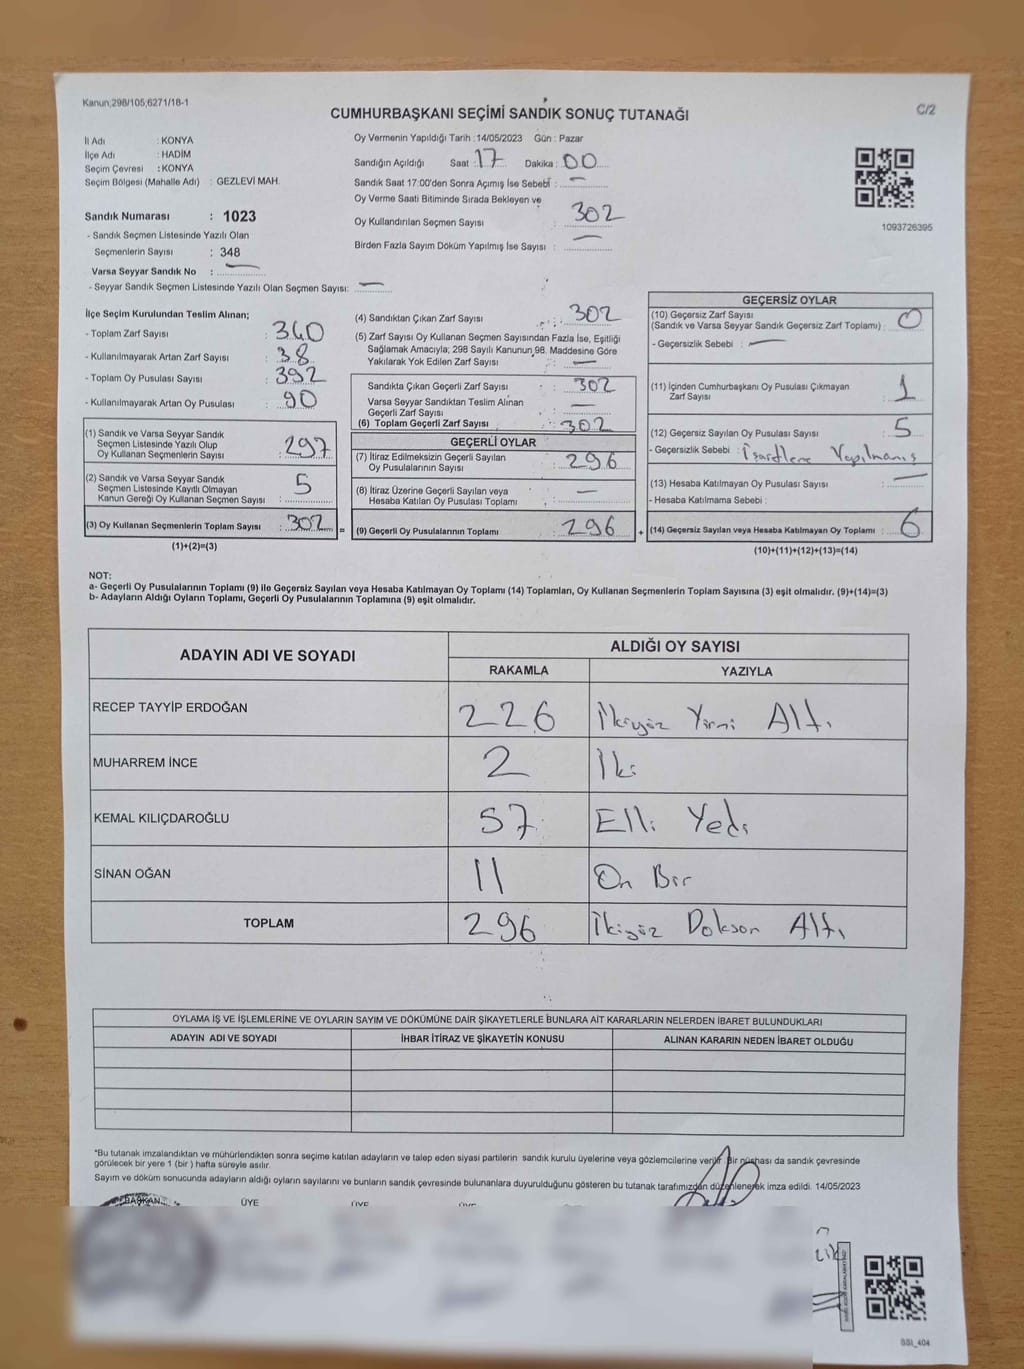 Kanun;298/105;6271/18-1
C/2
CUMHURBAŞKANI SEÇİMİ SANDIK SONUÇ TUTANAĞI
İl Adı : KONYA
İlçe Adı : HADİM
Seçim Çevresi : KONYA
Seçim Bölgesi (Mahalle Adı) : GEZLEVİ MAH.
Sandık Numarası : 1023
- Sandık Seçmen Listesinde Yazılı Olan
Seçmenlerin Sayısı : 348
Varsa Seyyar Sandık No : —
- Seyyar Sandık Seçmen Listesinde Yazılı Olan Seçmen Sayısı: —
Oy Vermenin Yapıldığı Tarih :14/05/2023 Gün : Pazar
Sandığın Açıldığı Saat : 17 Dakika : 00
Sandık Saat 17:00'den Sonra Açımış İse Sebebi : —
Oy Verme Saati Bitiminde Sırada Bekleyen ve
Oy Kullandırılan Seçmen Sayısı 302
Birden Fazla Sayım Döküm Yapılmış İse Sayısı : —
1093726395
İlçe Seçim Kurulundan Teslim Alınan;
- Toplam Zarf Sayısı : 340
- Kullanılmayarak Artan Zarf Sayısı : 38
- Toplam Oy Pusulası Sayısı : 392
- Kullanılmayarak Artan Oy Pusulası : 90
(1) Sandık ve Varsa Seyyar Sandık
Seçmen Listesinde Yazılı Olup
Oy Kullanan Seçmenlerin Sayısı : 297
(2) Sandık ve Varsa Seyyar Sandık
Seçmen Listesinde Kayıtlı Olmayan
Kanun Gereği Oy Kullanan Seçmen Sayısı : 5
(3) Oy Kullanan Seçmenlerin Toplam Sayısı : 302 =
(1)+(2)=(3)
(4) Sandıktan Çıkan Zarf Sayısı : 302
(5) Zarf Sayısı Oy Kullanan Seçmen Sayısından Fazla İse, Eşitliği
Sağlamak Amacıyla; 298 Sayılı Kanunun 98. Maddesine Göre
Yakılarak Yok Edilen Zarf Sayısı : —
Sandıkta Çıkan Geçerli Zarf Sayısı : 302
Varsa Seyyar Sandıktan Teslim Alınan
Geçerli Zarf Sayısı : —
(6) Toplam Geçerli Zarf Sayısı : 302
GEÇERLİ OYLAR
(7) İtiraz Edilmeksizin Geçerli Sayılan
Oy Pusulalarının Sayısı : 296
(8) İtiraz Üzerine Geçerli Sayılan veya
Hesaba Katılan Oy Pusulası Toplamı : —
(9) Geçerli Oy Pusulalarının Toplamı : 296 +
GEÇERSİZ OYLAR
(10) Geçersiz Zarf Sayısı
(Sandık ve Varsa Seyyar Sandık Geçersiz Zarf Toplamı) : 0
- Geçersizlik Sebebi : —
(11) İçinden Cumhurbaşkanı Oy Pusulası Çıkmayan
Zarf Sayısı : 1
(12) Geçersiz Sayılan Oy Pusulası Sayısı : 5
- Geçersizlik Sebebi : İşaretleme Yapılmamış
(13) Hesaba Katılmayan Oy Pusulası Sayısı : —
- Hesaba Katılmama Sebebi :
(14) Geçersiz Sayılan veya Hesaba Katılmayan Oy Toplamı : 6
(10)+(11)+(12)+(13)=(14)
NOT:
a- Geçerli Oy Pusulalarının Toplamı (9) ile Geçersiz Sayılan veya Hesaba Katılmayan Oy Toplamı (14) Toplamları, Oy Kullanan Seçmenlerin Toplam Sayısına (3) eşit olmalıdır. (9)+(14)=(3)
b- Adayların Aldığı Oyların Toplamı, Geçerli Oy Pusulalarının Toplamına (9) eşit olmalıdır.
ADAYIN ADI VE SOYADI
ALDIĞI OY SAYISI
RAKAMLA YAZIYLA
RECEP TAYYİP ERDOĞAN 226 İkiyüz Yirmi Altı
MUHARREM İNCE 2 İki
KEMAL KILIÇDAROĞLU 57 Elli Yedi
SİNAN OĞAN 11 On Bir
TOPLAM 296 İkiyüz Doksan Altı
OYLAMA İŞ VE İŞLEMLERİNE VE OYLARIN SAYIM VE DÖKÜMÜNE DAİR ŞİKAYETLERLE BUNLARA AİT KARARLARIN NELERDEN İBARET BULUNDUKLARI
ADAYIN ADI VE SOYADI İHBAR İTİRAZ VE ŞİKAYETİN KONUSU ALINAN KARARIN NEDEN İBARET OLDUĞU
*Bu tutanak imzalandıktan ve mühürlendikten sonra seçime katılan adayların ve talep eden siyasi partilerin sandık kurulu üyelerine veya gözlemcilerine verilir. Bir nüshası da sandık çevresinde
görülecek bir yere 1 (bir ) hafta süreyle asılır.
Sayım ve döküm sonucunda adayların aldığı oyların sayılarını ve bunların sandık çevresinde bulunanlara duyurulduğunu gösteren bu tutanak tarafımızdan düzenlenerek imza edildi. 14/05/2023
BAŞKAN ÜYE ÜYE ÜYE ÜYE
SSI_404